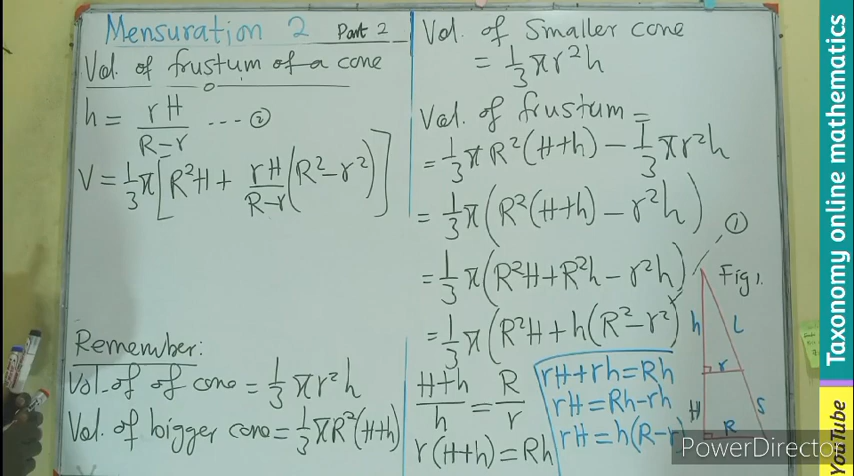 Mensuration 2 Part 2
Vol. of frustum of a cone
h = rH/(R-r) --- ②
V = 1/3 π[R²H + rH/(R-r) (R²-r²)]
Remember:
Vol. of of cone = 1/3 πr²h
Vol. of bigger cone = 1/3 πR²(H+h)
Vol. of Smaller cone
= 1/3 πr²h
Vol. of frustum =
= 1/3 πR²(H+h) - 1/3 πr²h
= 1/3 π(R²(H+h) - r²h)
= 1/3 π(R²H+R²h - r²h)
= 1/3 π(R²H + h(R²-r²)
①
(H+h)/h = R/r
r(H+h) = Rh
rH+rh=Rh
rH=Rh-rh
rH=h(R-r)
Fig 1.
h
L
r
H
S
R
PowerDirector
YouTube Taxonomy online mathematics